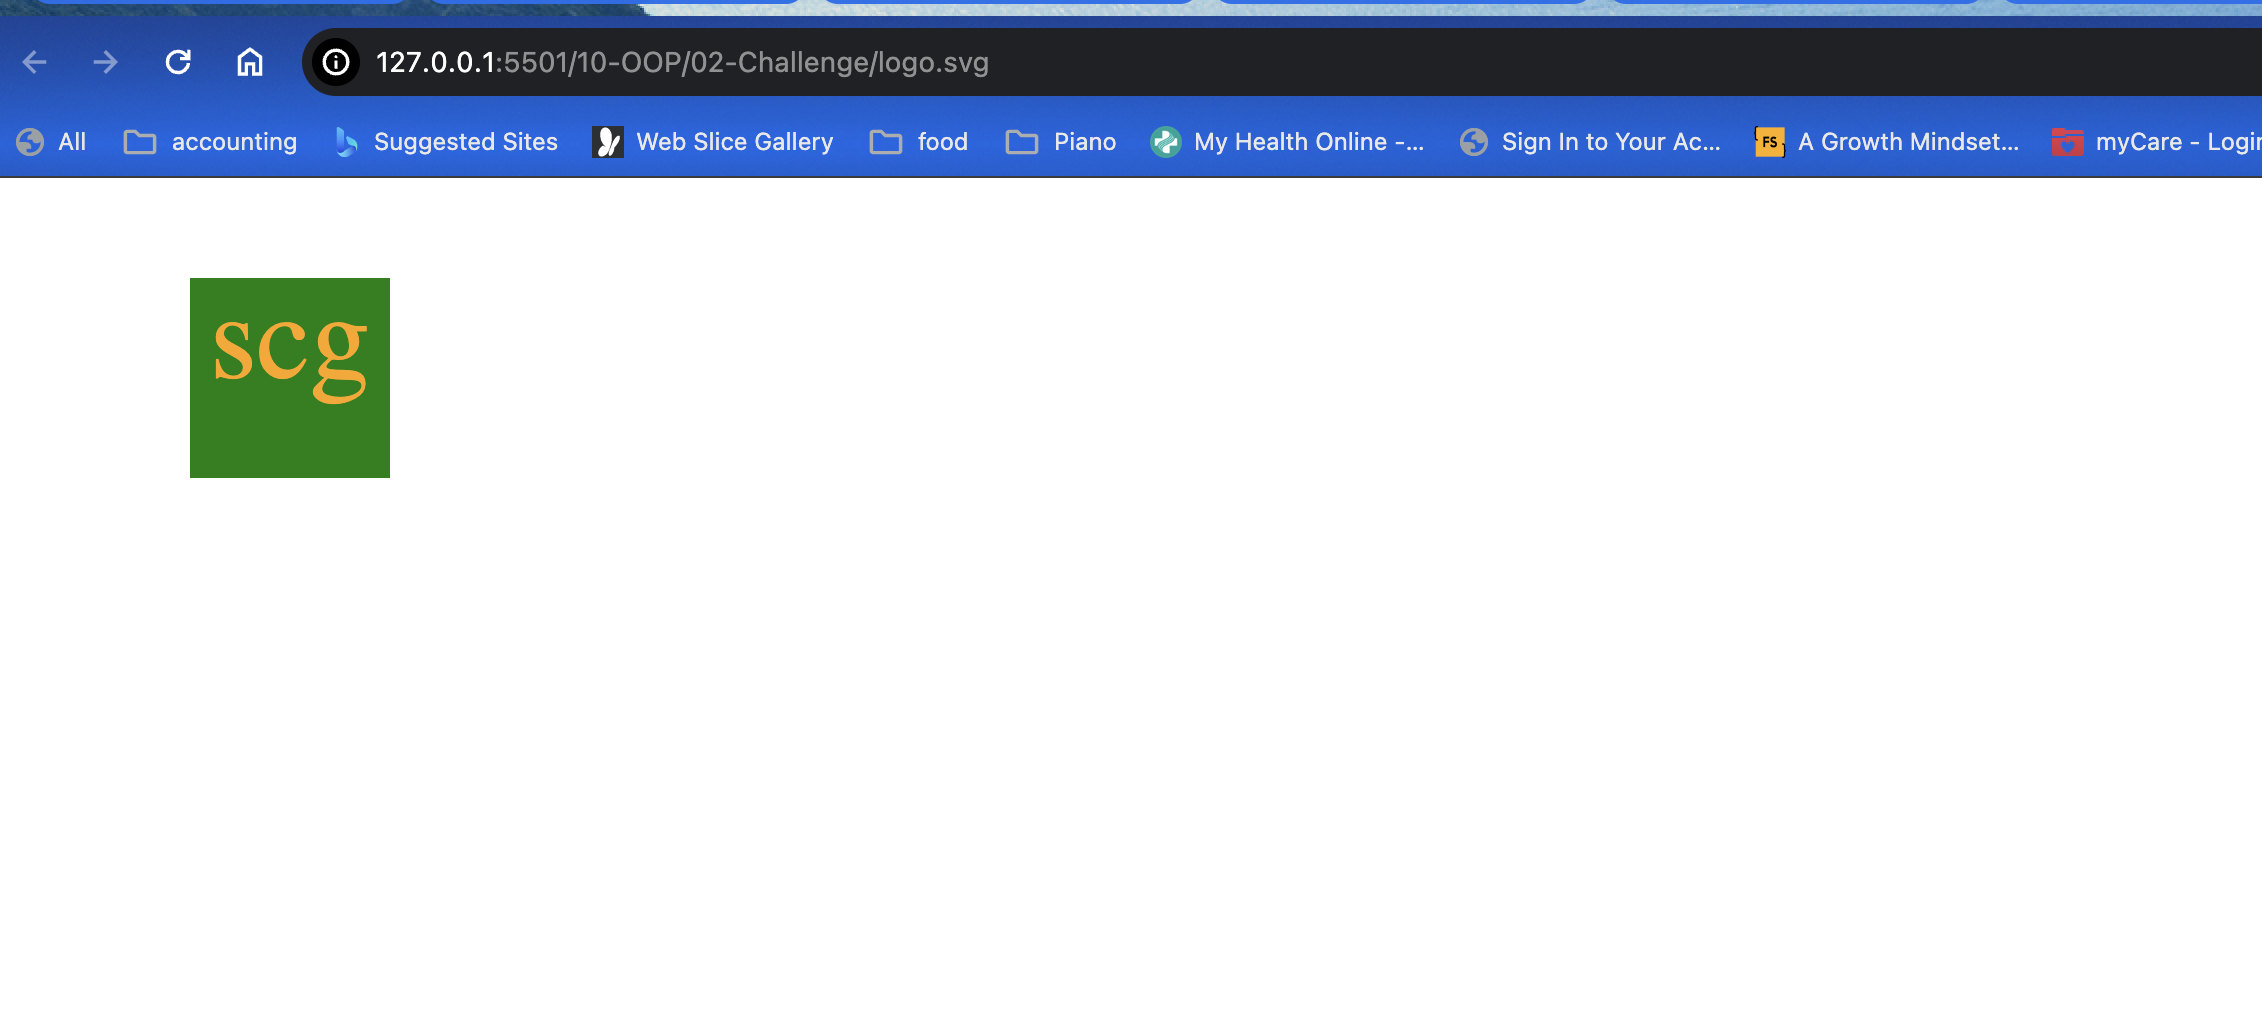 127.0.0.1:5501/10-OOP/02-Challenge/logo.svg
All accounting Suggested Sites Web Slice Gallery food Piano My Health Online -... Sign In to Your Ac... FS A Growth Mindset... myCare - Login
scg